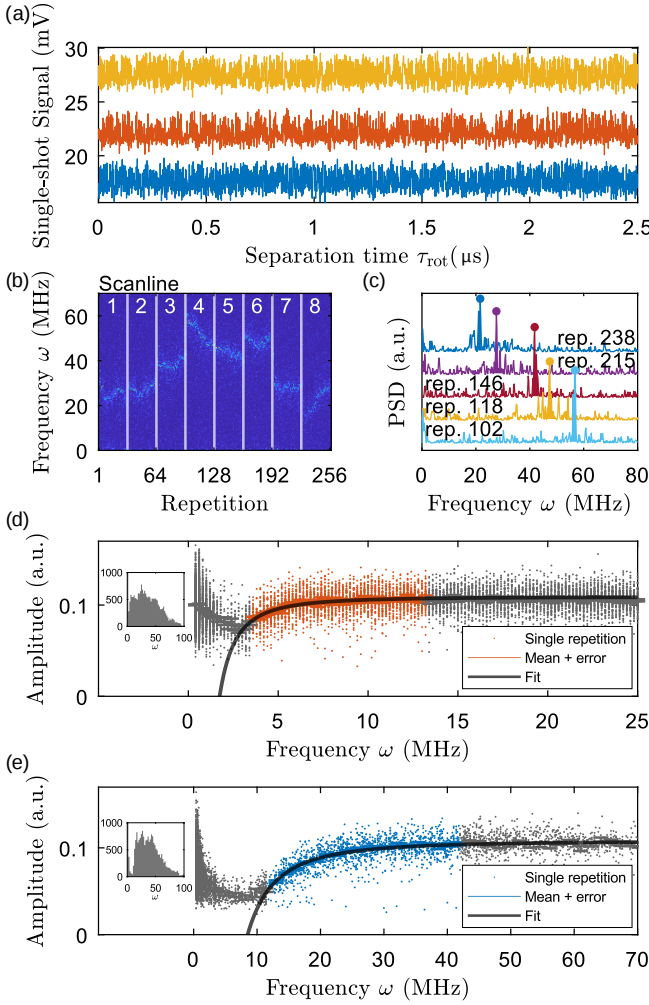 (a)
Single-shot Signal (mV)
30
25
20
0 0.5 1 1.5 2 2.5
Separation time τrot(µs)
(b)
Scanline
1 2 3 4 5 6 7 8
Frequency ω (MHz)
60
40
20
0
1 64 128 192 256
Repetition
(c)
PSD (a.u.)
rep. 238
rep. 215
rep. 146
rep. 118
rep. 102
0 20 40 60 80
Frequency ω (MHz)
(d)
Amplitude (a.u.)
0.1
0
1000
500
0
0 50 100
ω
Single repetition
Mean + error
Fit
0 5 10 15 20 25
Frequency ω (MHz)
(e)
Amplitude (a.u.)
0.1
0
1000
500
0
0 50 100
ω
Single repetition
Mean + error
Fit
0 10 20 30 40 50 60 70
Frequency ω (MHz)